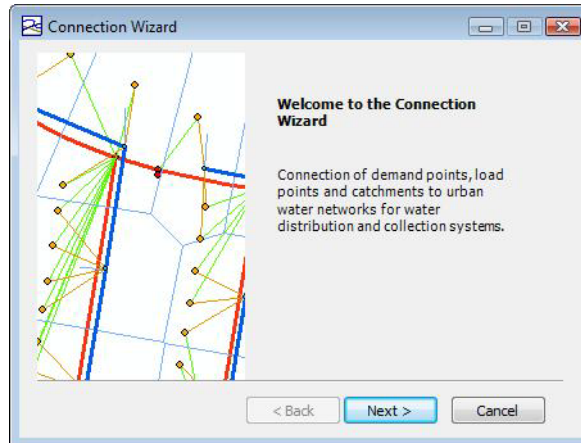 Connection Wizard
Welcome to the Connection
Wizard
Connection of demand points, load
points and catchments to urban
water networks for water
distribution and collection systems.
< Back
Next >
Cancel